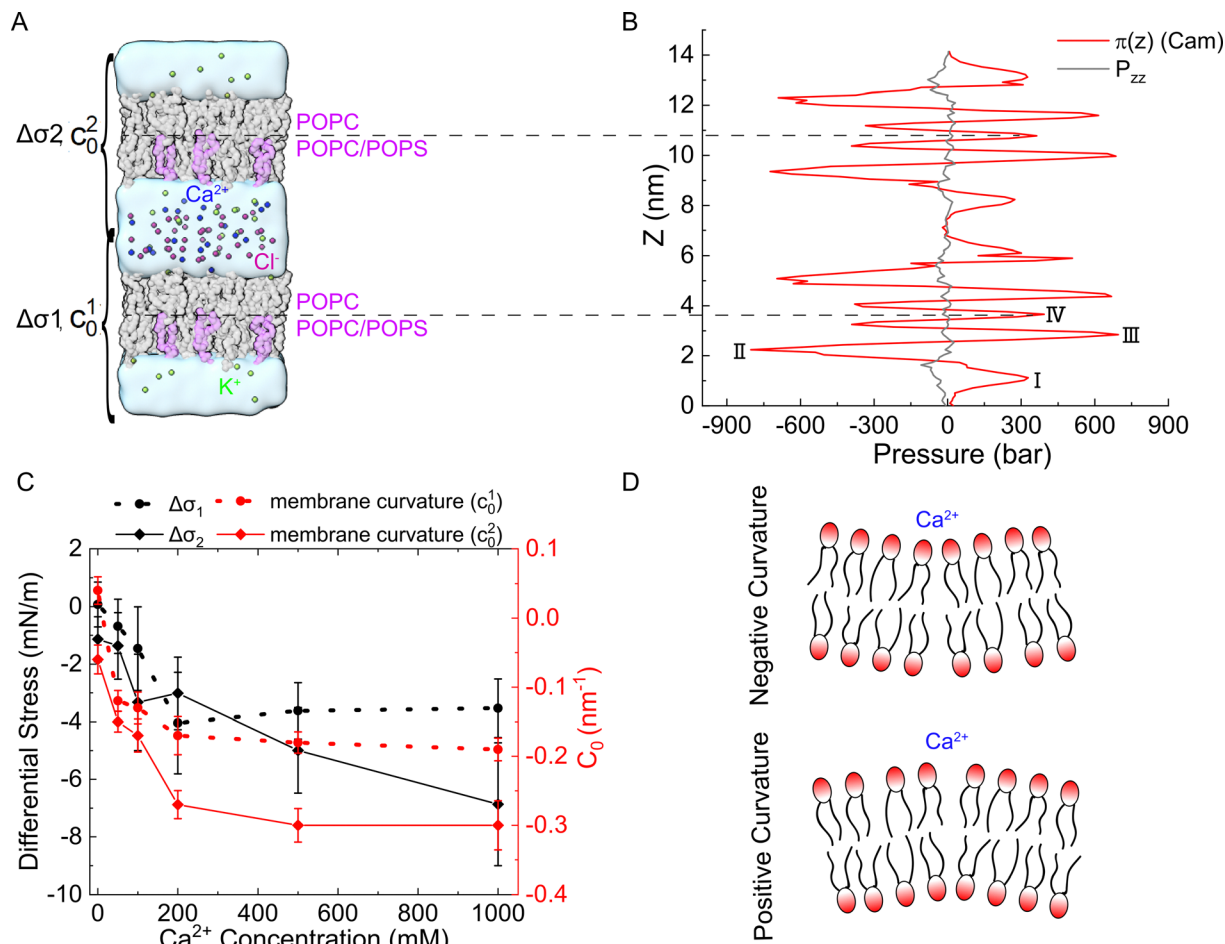 A
Δσ2, C₀²
POPC
POPC/POPS
Ca²⁺
Cl⁻
Δσ1, C₀¹
POPC
POPC/POPS
K⁺
B
π(z) (Cam)
P_zz
14
12
10
8
6
4
2
0
Z (nm)
IV
III
II
I
-900 -600 -300 0 300 600 900
Pressure (bar)
C
Δσ₁ membrane curvature (c₀¹)
Δσ₂ membrane curvature (c₀²)
2
0
-2
-4
-6
-8
-10
Differential Stress (mN/m)
0.1
0.0
-0.1
-0.2
-0.3
-0.4
C₀ (nm⁻¹)
0 200 400 600 800 1000
Ca²⁺ Concentration (mM)
D
Negative Curvature
Ca²⁺
Positive Curvature
Ca²⁺